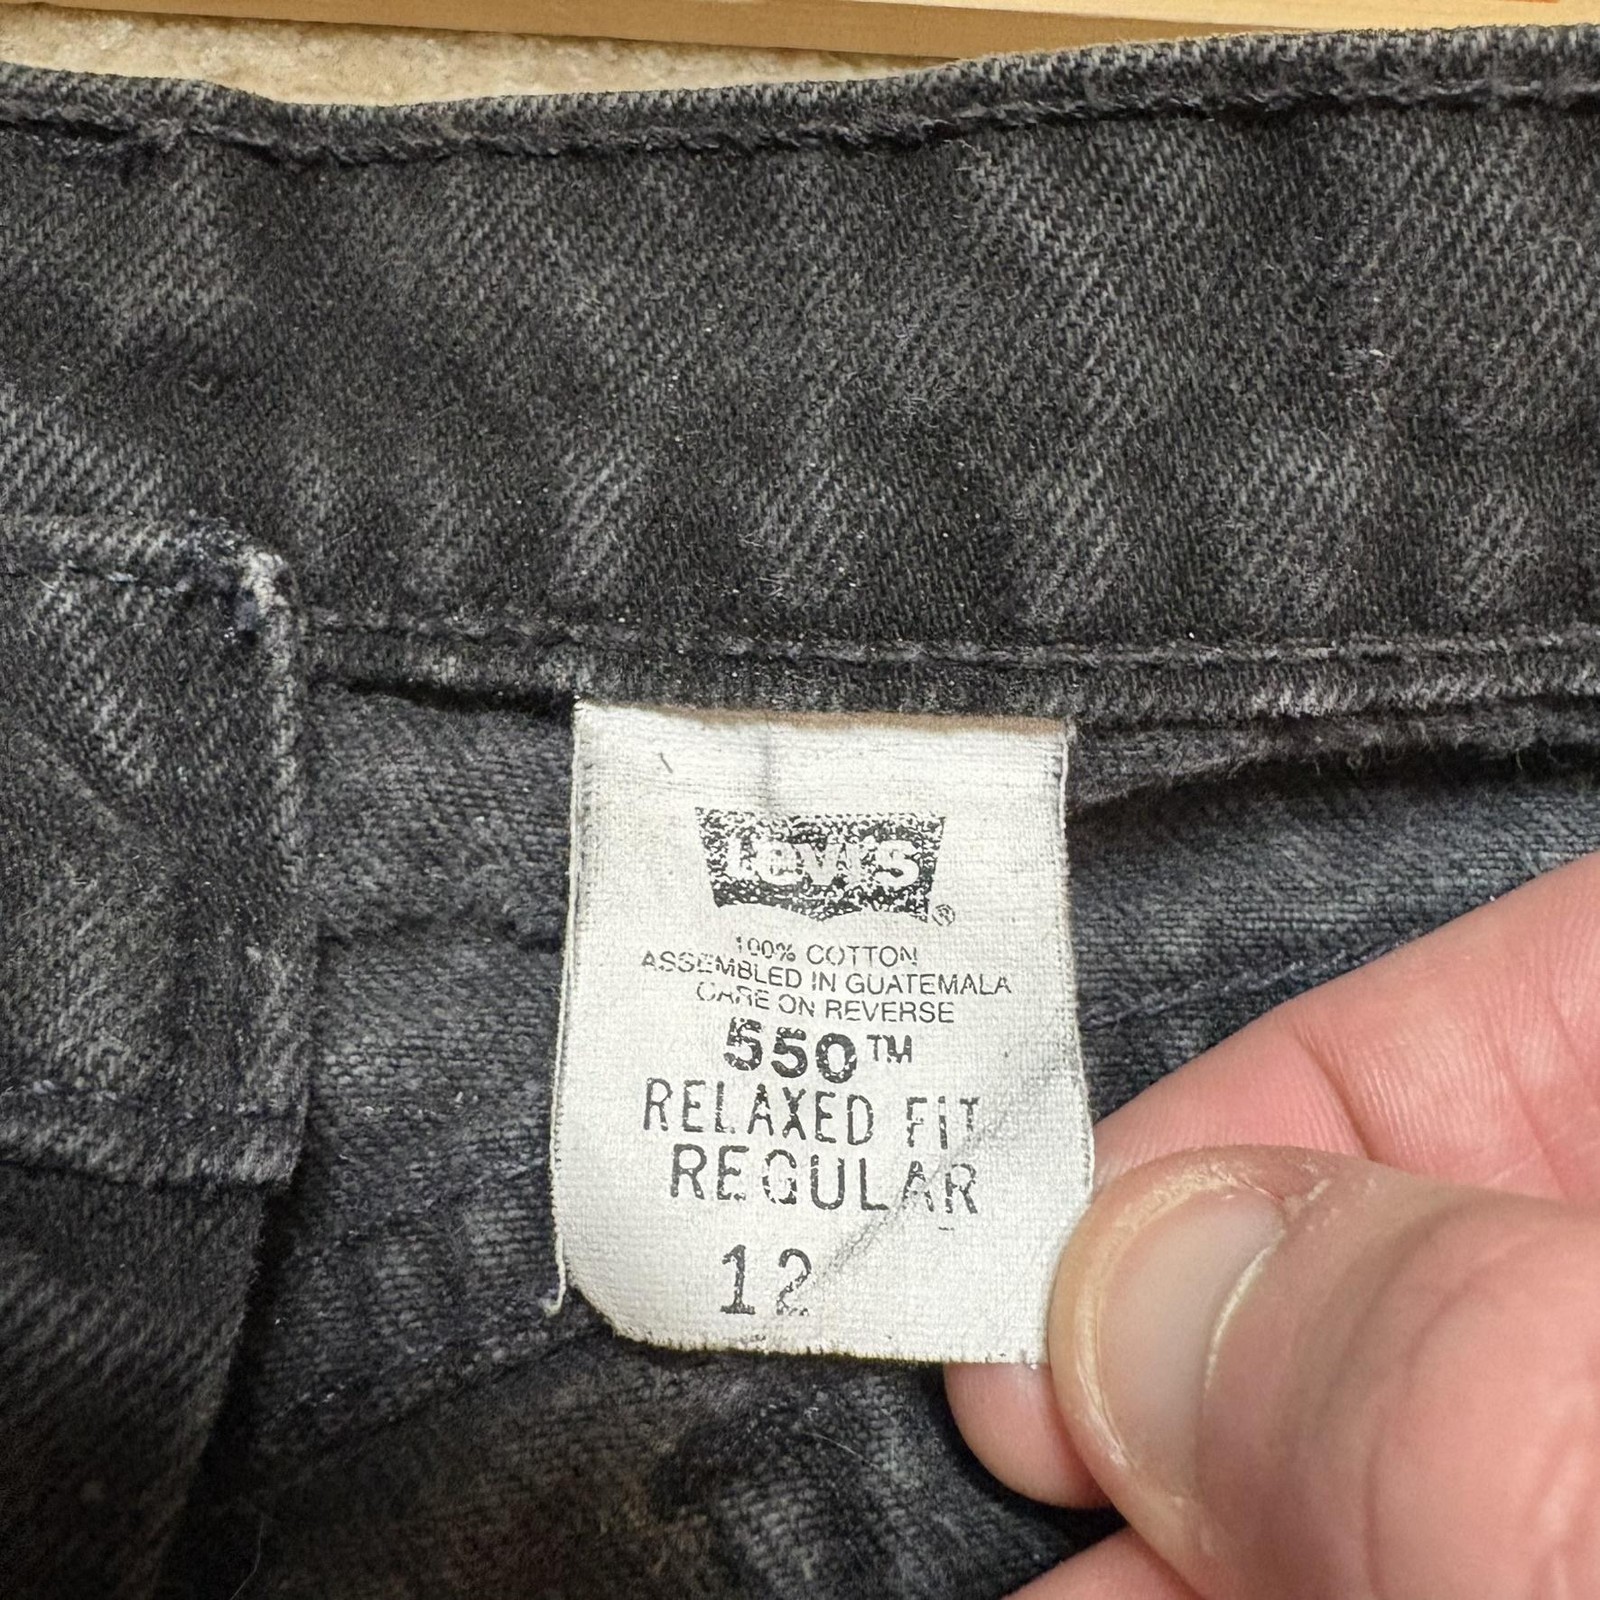 Levi's ®
100% COTTON
ASSEMBLED IN GUATEMALA
CARE ON REVERSE
550™
RELAXED FIT
REGULAR
12